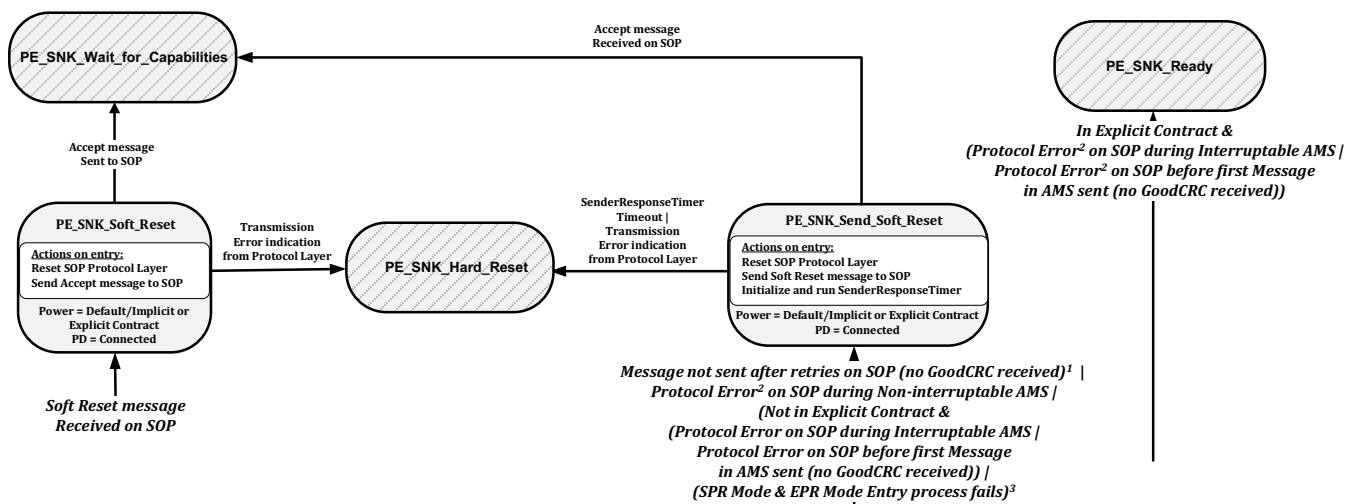 Accept message
Received on SOP
PE_SNK_Wait_for_Capabilities
PE_SNK_Ready
Accept message
Sent to SOP
In Explicit Contract &
(Protocol Error² on SOP during Interruptable AMS |
Protocol Error² on SOP before first Message
in AMS sent (no GoodCRC received))
PE_SNK_Soft_Reset
Actions on entry:
Reset SOP Protocol Layer
Send Accept message to SOP
Power = Default/Implicit or
Explicit Contract
PD = Connected
Transmission
Error indication
from Protocol Layer
PE_SNK_Hard_Reset
SenderResponseTimer
Timeout |
Transmission
Error indication
from Protocol Layer
PE_SNK_Send_Soft_Reset
Actions on entry:
Reset SOP Protocol Layer
Send Soft Reset message to SOP
Initialize and run SenderResponseTimer
Power = Default/Implicit or Explicit Contract
PD = Connected
Soft Reset message
Received on SOP
Message not sent after retries on SOP (no GoodCRC received)¹ |
Protocol Error² on SOP during Non-interruptable AMS |
(Not in Explicit Contract &
(Protocol Error on SOP during Interruptable AMS |
Protocol Error on SOP before first Message
in AMS sent (no GoodCRC received)) |
(SPR Mode & EPR Mode Entry process fails)³